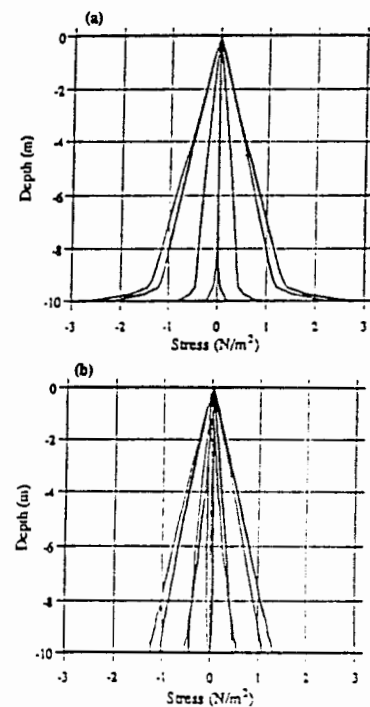 (a)
0
-2
-4
-6
-8
-10
Depth (m)
-3 -2 -1 0 1 2 3
Stress (N/m²)
(b)
0
-2
-4
-6
-8
-10
Depth (m)
-3 -2 -1 0 1 2 3
Stress (N/m²)